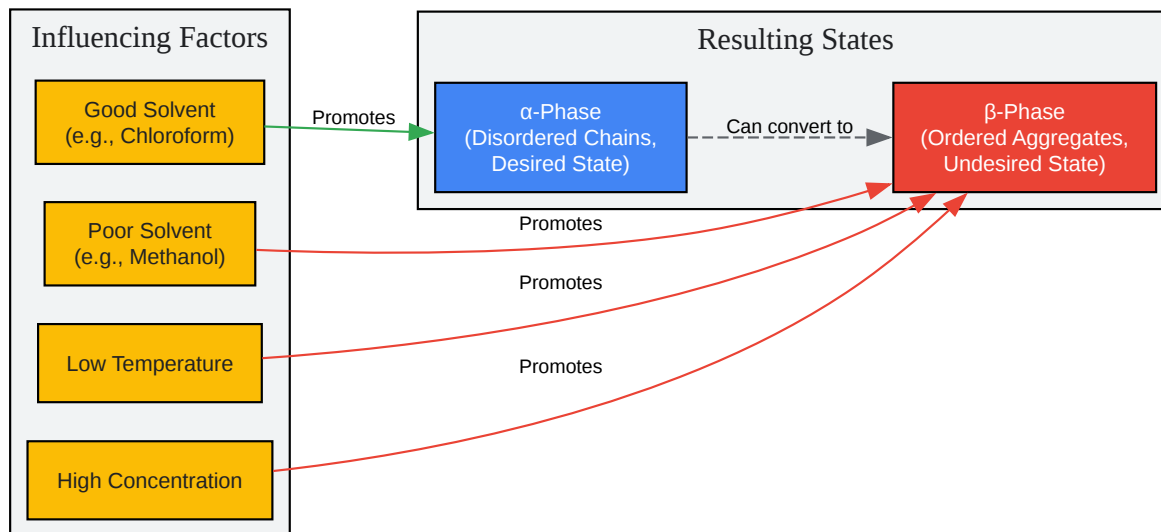 Influencing Factors
Good Solvent
(e.g., Chloroform)
Poor Solvent
(e.g., Methanol)
Low Temperature
High Concentration
Promotes
Promotes
Promotes
Promotes
Resulting States
α-Phase
(Disordered Chains,
Desired State)
Can convert to
β-Phase
(Ordered Aggregates,
Undesired State)